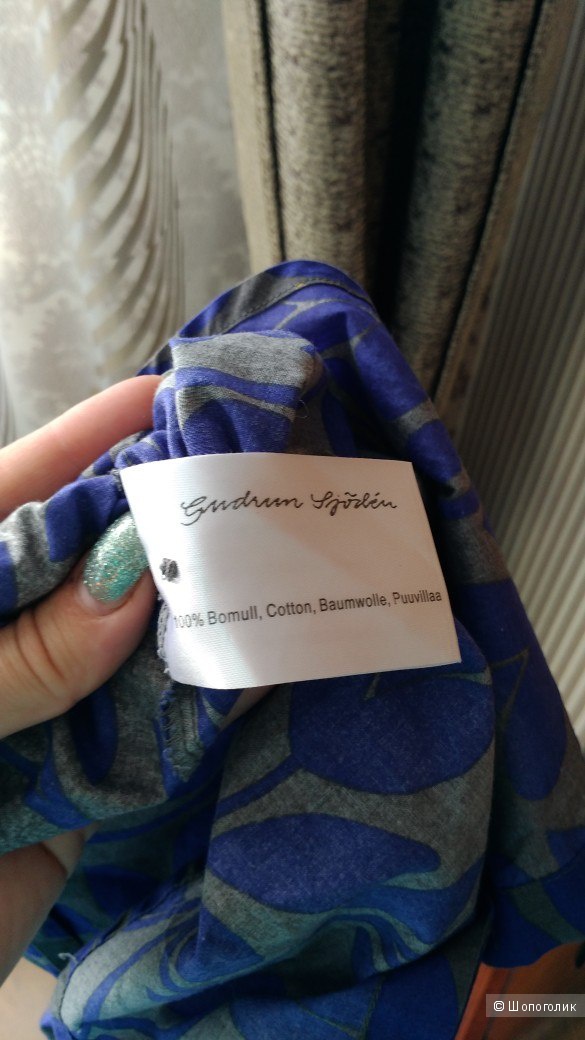 Gudrun Sjödén
100% Bomull, Cotton, Baumwolle, Puuvillaa
© Шопоголик